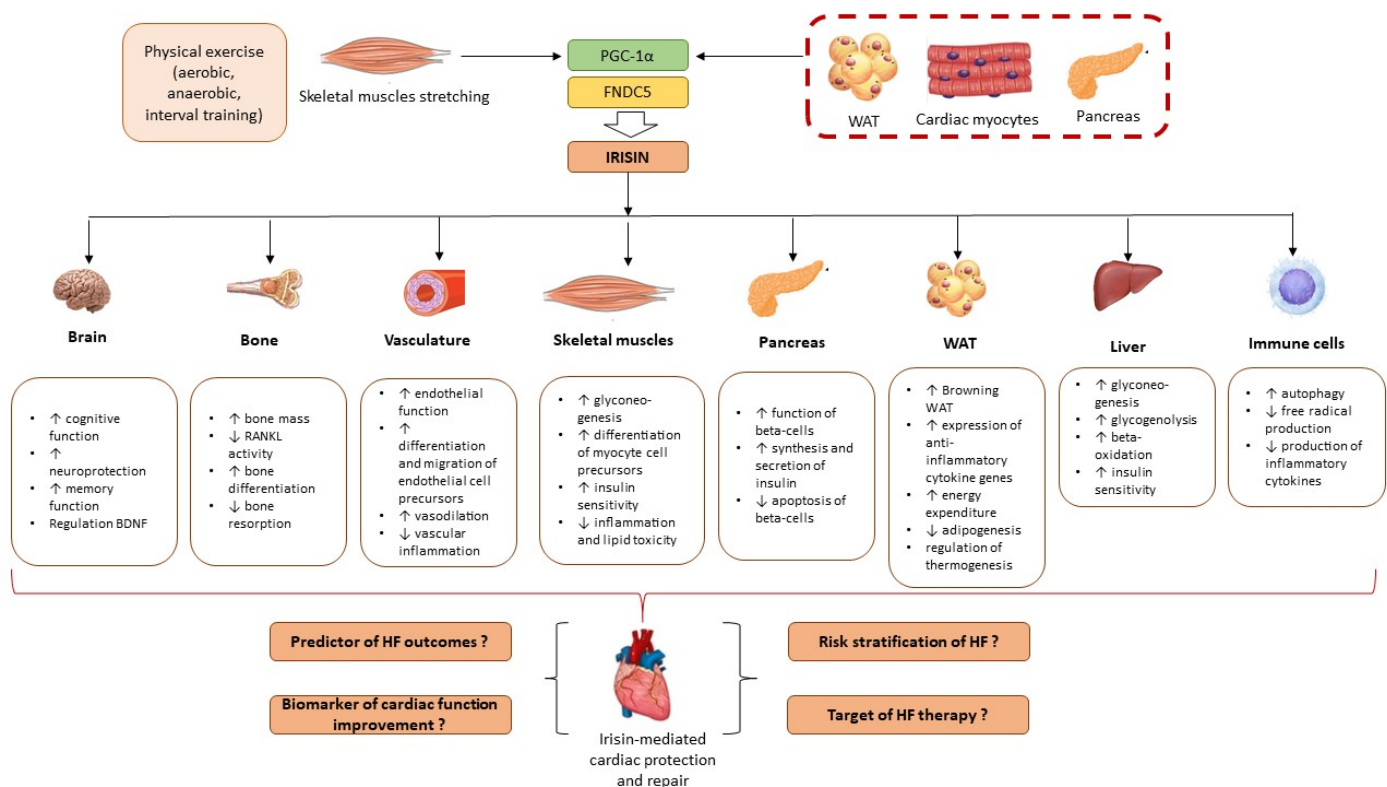 Physical exercise
(aerobic,
anaerobic,
interval training)
Skeletal muscles stretching
PGC-1α
FNDC5
IRISIN
WAT
Cardiac myocytes
Pancreas
Brain
Bone
Vasculature
Skeletal muscles
Pancreas
WAT
Liver
Immune cells
• ↑ cognitive
function
• ↑
neuroprotection
• ↑ memory
function
• Regulation BDNF
• ↑ bone mass
• ↓ RANKL
activity
• ↑ bone
differentiation
• ↓ bone
resorption
• ↑ endothelial
function
• ↑
differentiation
and migration of
endothelial cell
precursors
• ↑ vasodilation
• ↓ vascular
inflammation
• ↑ glyconeo-
genesis
• ↑ differentiation
of myocyte cell
precursors
• ↑ insulin
sensitivity
• ↓ inflammation
and lipid toxicity
• ↑ function of
beta-cells
• ↑ synthesis and
secretion of
insulin
• ↓ apoptosis of
beta-cells
• ↑ Browning
WAT
• ↑ expression of
anti-
inflammatory
cytokine genes
• ↑ energy
expenditure
• ↓ adipogenesis
• regulation of
thermogenesis
• ↑ glyconeo-
genesis
• ↑ glycogenolysis
• ↑ beta-
oxidation
• ↑ insulin
sensitivity
• ↑ autophagy
• ↓ free radical
production
• ↓ production of
inflammatory
cytokines
Predictor of HF outcomes ?
Biomarker of cardiac function
improvement ?
Irisin-mediated
cardiac protection
and repair
Risk stratification of HF ?
Target of HF therapy ?